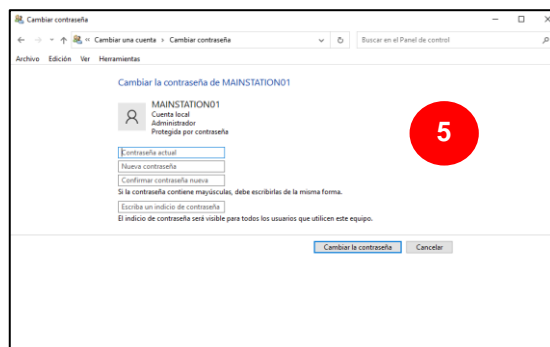 Cambiar contraseña
Cambiar una cuenta > Cambiar contraseña
Buscar en el Panel de control
Archivo Edición Ver Herramientas
Cambiar la contraseña de MAINSTATION01
MAINSTATION01
Cuenta local
Administrador
Protegida por contraseña
5
Contraseña actual
Nueva contraseña
Confirmar contraseña nueva
Si la contraseña contiene mayúsculas, debe escribirlas de la misma forma.
Escriba un indicio de contraseña
El indicio de contraseña será visible para todos los usuarios que utilicen este equipo.
Cambiar la contraseña Cancelar